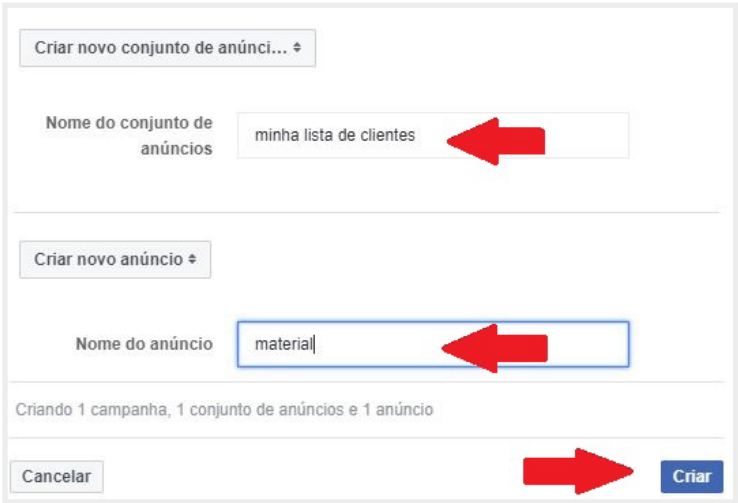 Criar novo conjunto de anúnci...
Nome do conjunto de
anúncios
minha lista de clientes
Criar novo anúncio
Nome do anúncio
material
Criando 1 campanha, 1 conjunto de anúncios e 1 anúncio
Cancelar
Criar